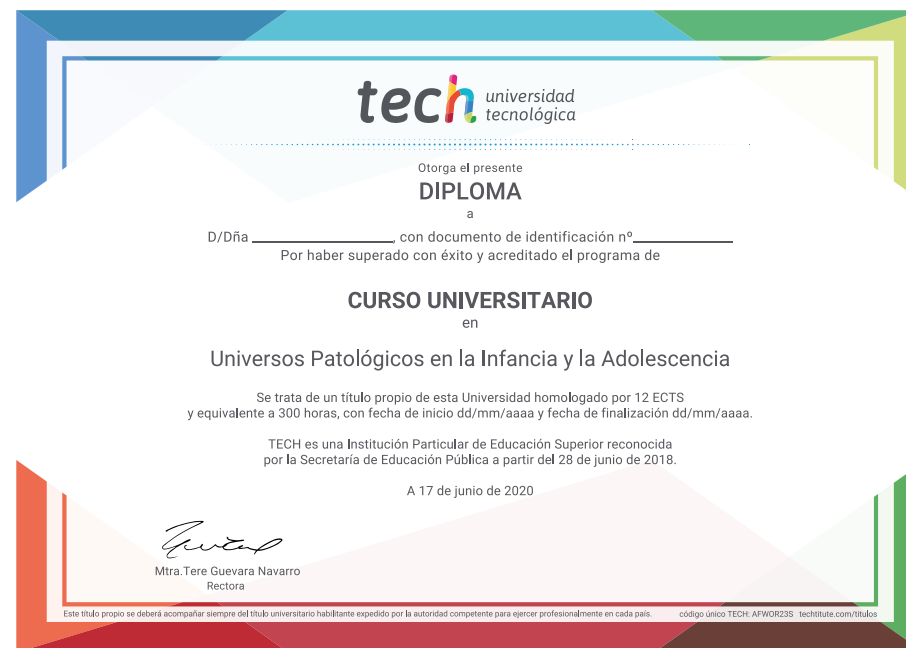 tech universidad
tecnológica
Otorga el presente
DIPLOMA
a
D/Dña ____________________, con documento de identificación nº______________
Por haber superado con éxito y acreditado el programa de
CURSO UNIVERSITARIO
en
Universos Patológicos en la Infancia y la Adolescencia
Se trata de un título propio de esta Universidad homologado por 12 ECTS
y equivalente a 300 horas, con fecha de inicio dd/mm/aaaa y fecha de finalización dd/mm/aaaa.
TECH es una Institución Particular de Educación Superior reconocida
por la Secretaría de Educación Pública a partir del 28 de junio de 2018.
A 17 de junio de 2020
Mtra.Tere Guevara Navarro
Rectora
Este título propio se deberá acompañar siempre del título universitario habilitante expedido por la autoridad competente para ejercer profesionalmente en cada país. código único TECH: AFWOR23S techtitute.com/titulos